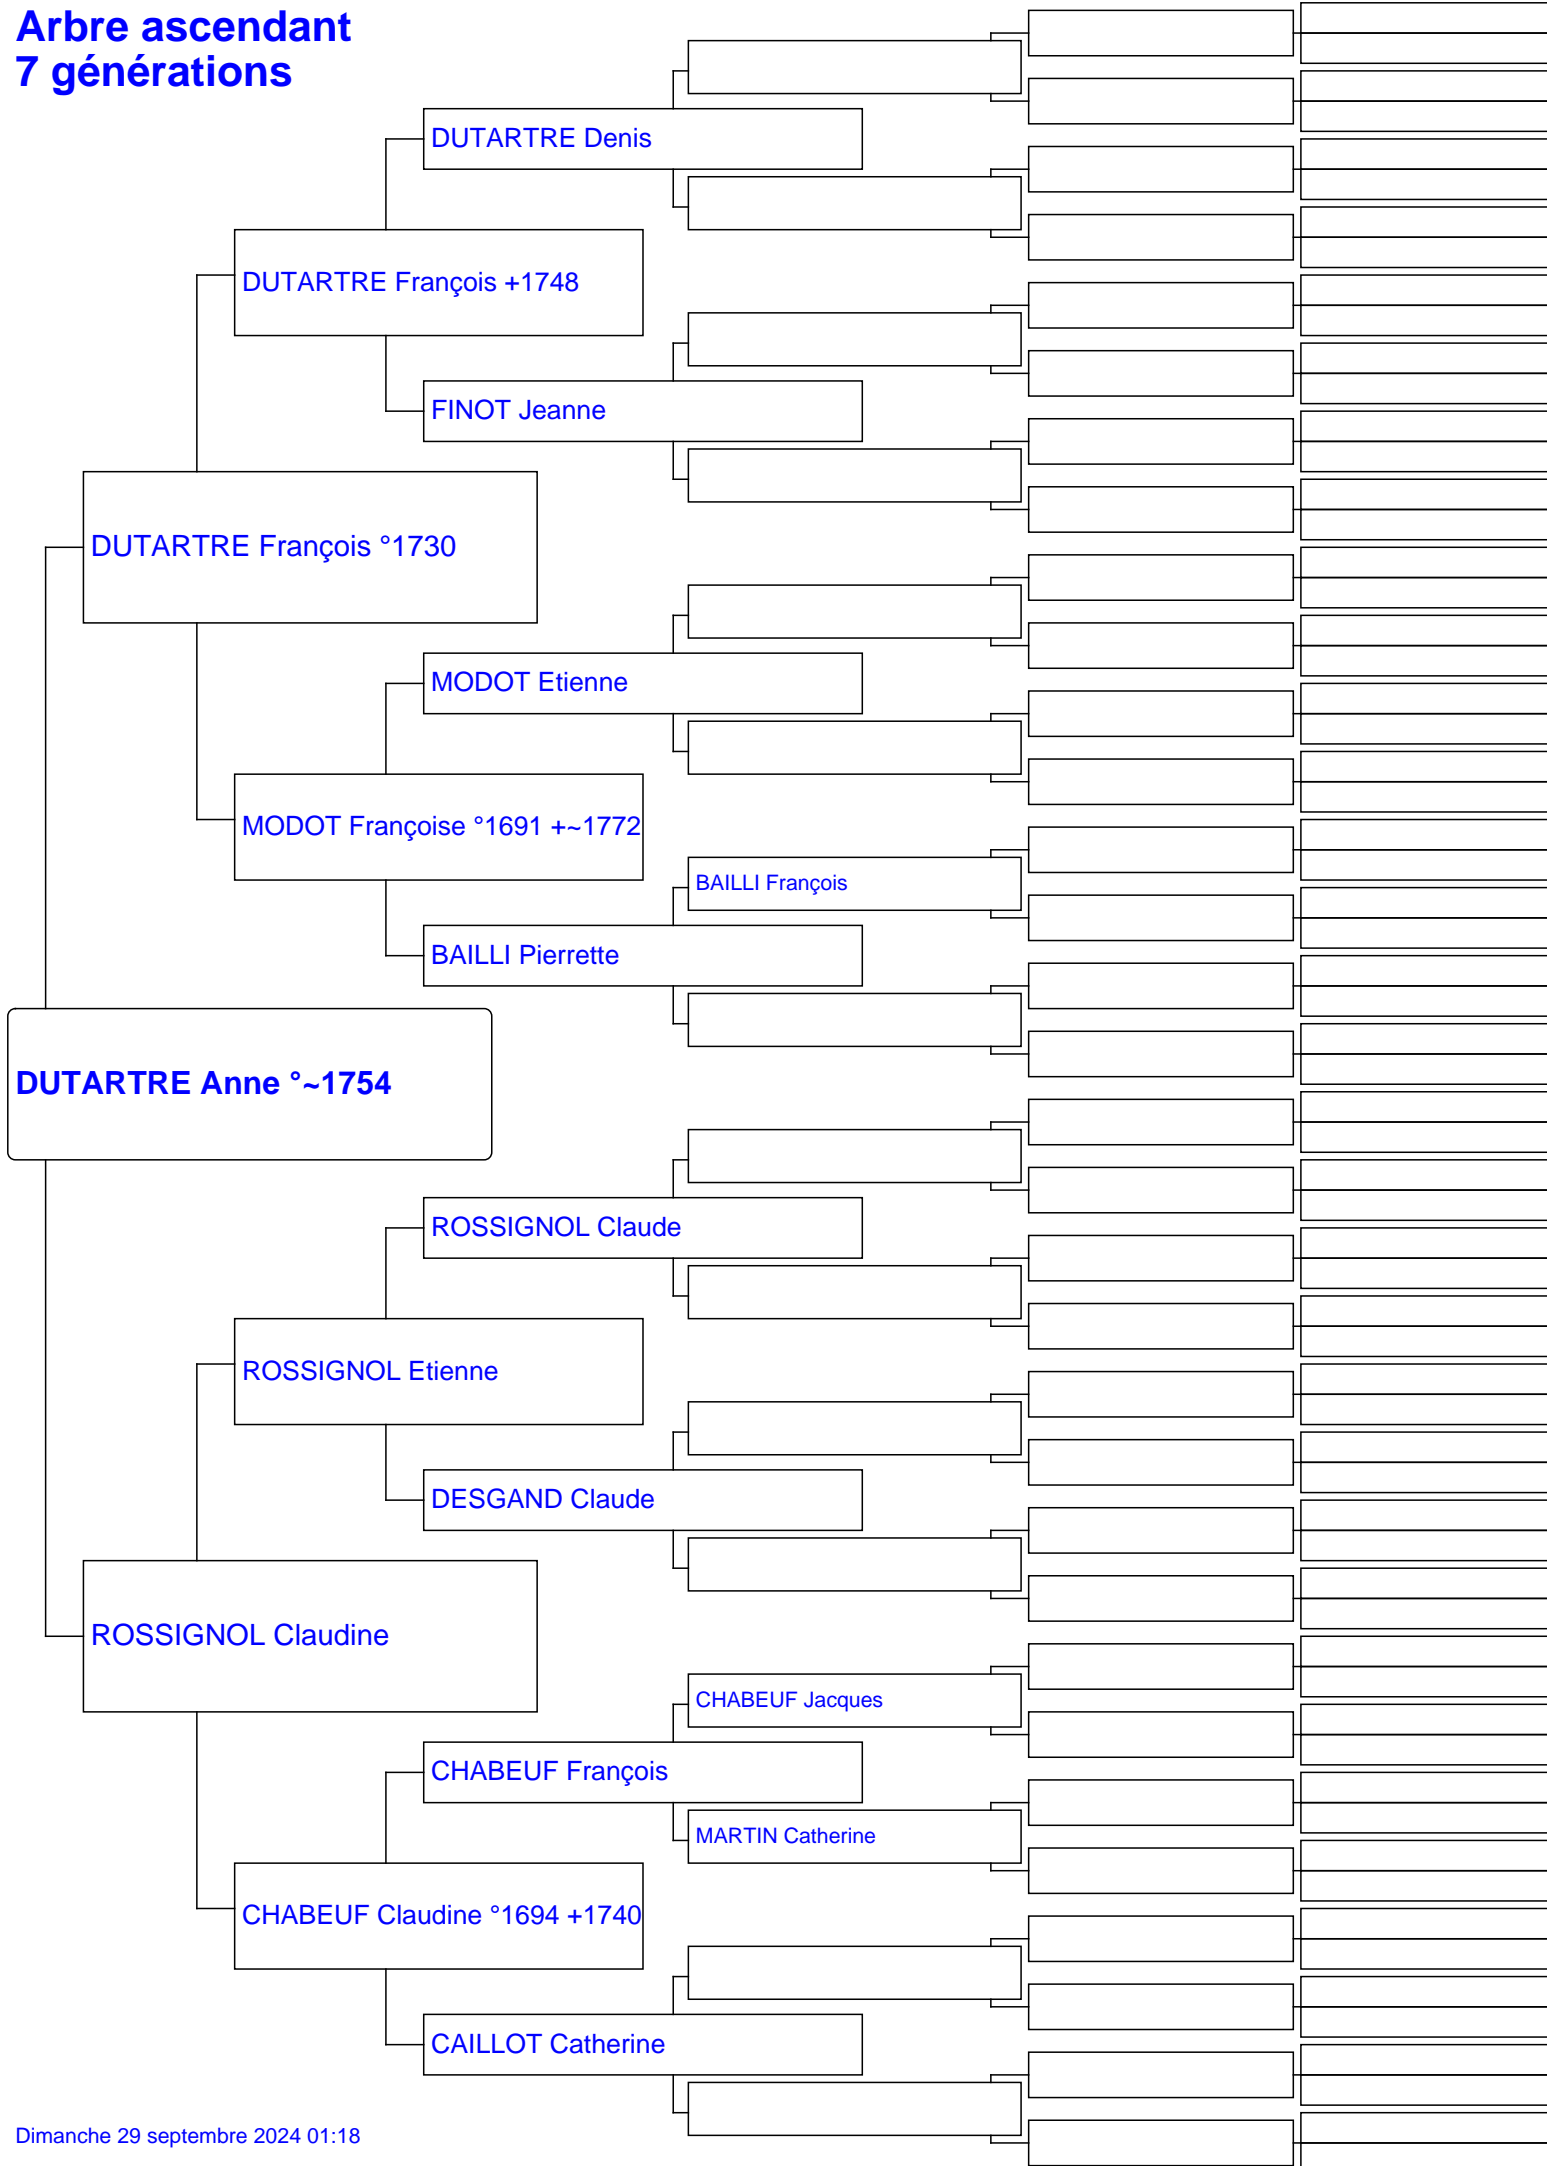 Arbre ascendant
7 générations
DUTARTRE Denis
DUTARTRE François +1748
FINOT Jeanne
DUTARTRE François °1730
MODOT Etienne
MODOT Françoise °1691 +~1772
BAILLI François
BAILLI Pierrette
DUTARTRE Anne °~1754
ROSSIGNOL Claude
ROSSIGNOL Etienne
DESGAND Claude
ROSSIGNOL Claudine
CHABEUF Jacques
CHABEUF François
MARTIN Catherine
CHABEUF Claudine °1694 +1740
CAILLOT Catherine
Dimanche 29 septembre 2024 01:18